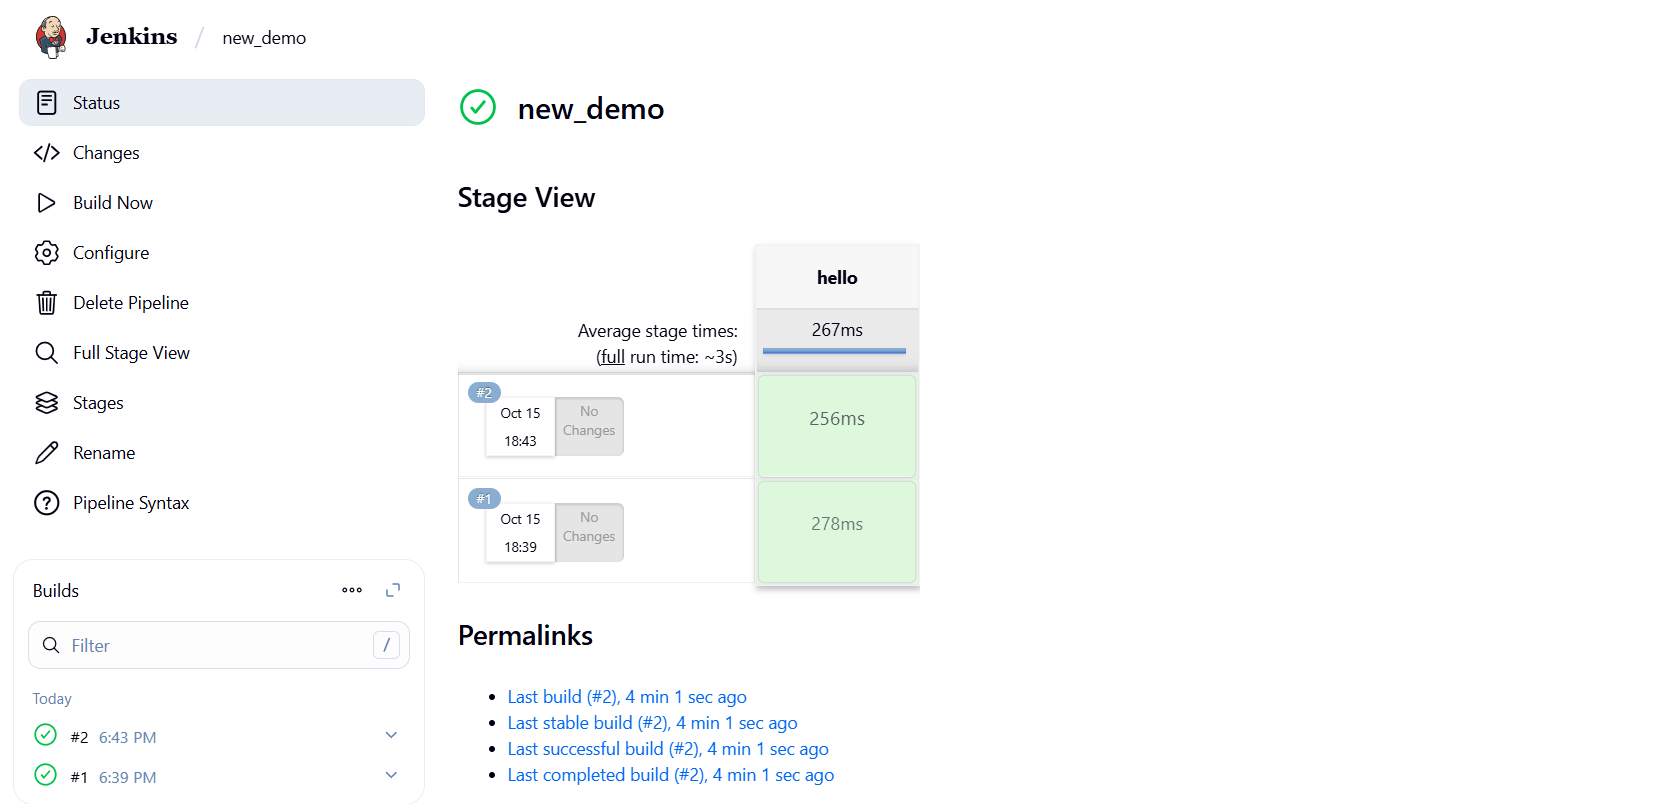 Jenkins / new_demo
Status
Changes
Build Now
Configure
Delete Pipeline
Full Stage View
Stages
Rename
Pipeline Syntax
Builds
Filter /
Today
#2 6:43 PM
#1 6:39 PM
new_demo
Stage View
hello
Average stage times:
(full run time: ~3s)
267ms
#2
Oct 15
18:43
No
Changes
256ms
#1
Oct 15
18:39
No
Changes
278ms
Permalinks
Last build (#2), 4 min 1 sec ago
Last stable build (#2), 4 min 1 sec ago
Last successful build (#2), 4 min 1 sec ago
Last completed build (#2), 4 min 1 sec ago